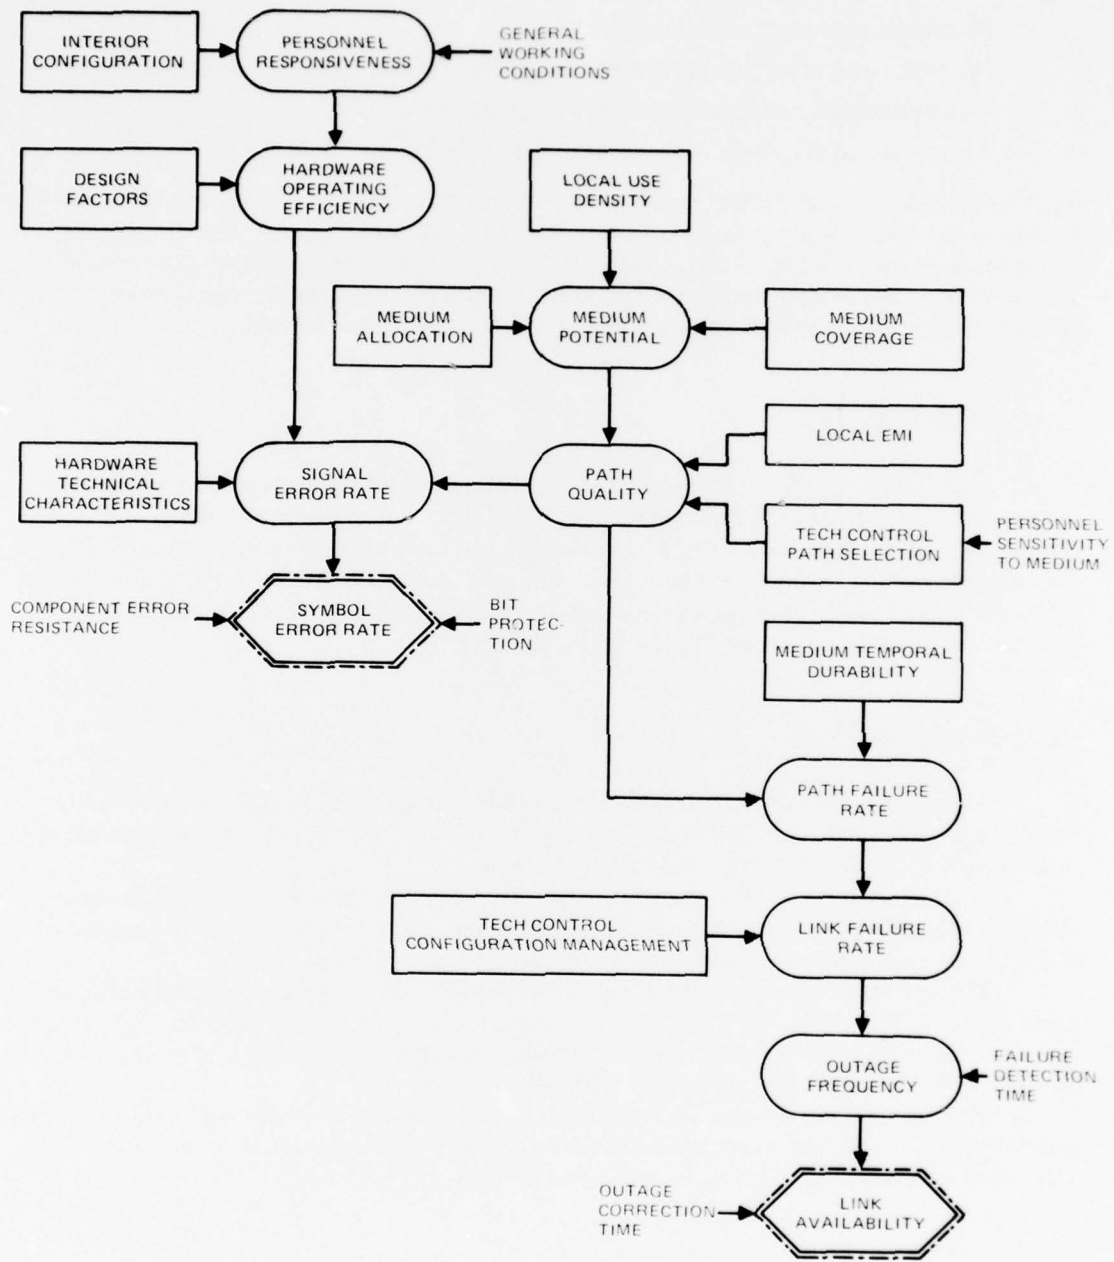 INTERIOR
CONFIGURATION
PERSONNEL
RESPONSIVENESS
GENERAL
WORKING
CONDITIONS
DESIGN
FACTORS
HARDWARE
OPERATING
EFFICIENCY
LOCAL USE
DENSITY
MEDIUM
ALLOCATION
MEDIUM
POTENTIAL
MEDIUM
COVERAGE
LOCAL EMI
HARDWARE
TECHNICAL
CHARACTERISTICS
SIGNAL
ERROR RATE
PATH
QUALITY
TECH CONTROL
PATH SELECTION
PERSONNEL
SENSITIVITY
TO MEDIUM
COMPONENT ERROR
RESISTANCE
SYMBOL
ERROR RATE
BIT
PROTEC-
TION
MEDIUM TEMPORAL
DURABILITY
PATH FAILURE
RATE
TECH CONTROL
CONFIGURATION MANAGEMENT
LINK FAILURE
RATE
OUTAGE
FREQUENCY
FAILURE
DETECTION
TIME
OUTAGE
CORRECTION
TIME
LINK
AVAILABILITY